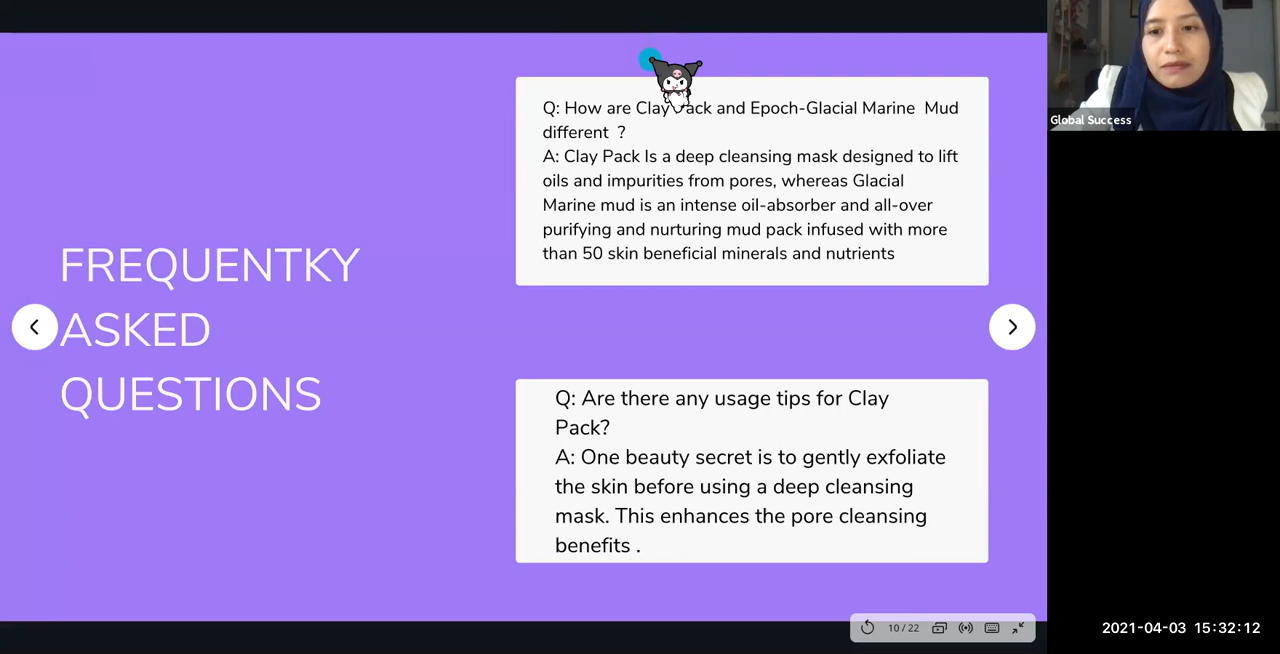 FREQUENTKY
ASKED
QUESTIONS
Q: How are Clay Pack and Epoch-Glacial Marine Mud
different ?
A: Clay Pack Is a deep cleansing mask designed to lift
oils and impurities from pores, whereas Glacial
Marine mud is an intense oil-absorber and all-over
purifying and nurturing mud pack infused with more
than 50 skin beneficial minerals and nutrients
Q: Are there any usage tips for Clay
Pack?
A: One beauty secret is to gently exfoliate
the skin before using a deep cleansing
mask. This enhances the pore cleansing
benefits .
10 / 22
Global Success
2021-04-03 15:32:12